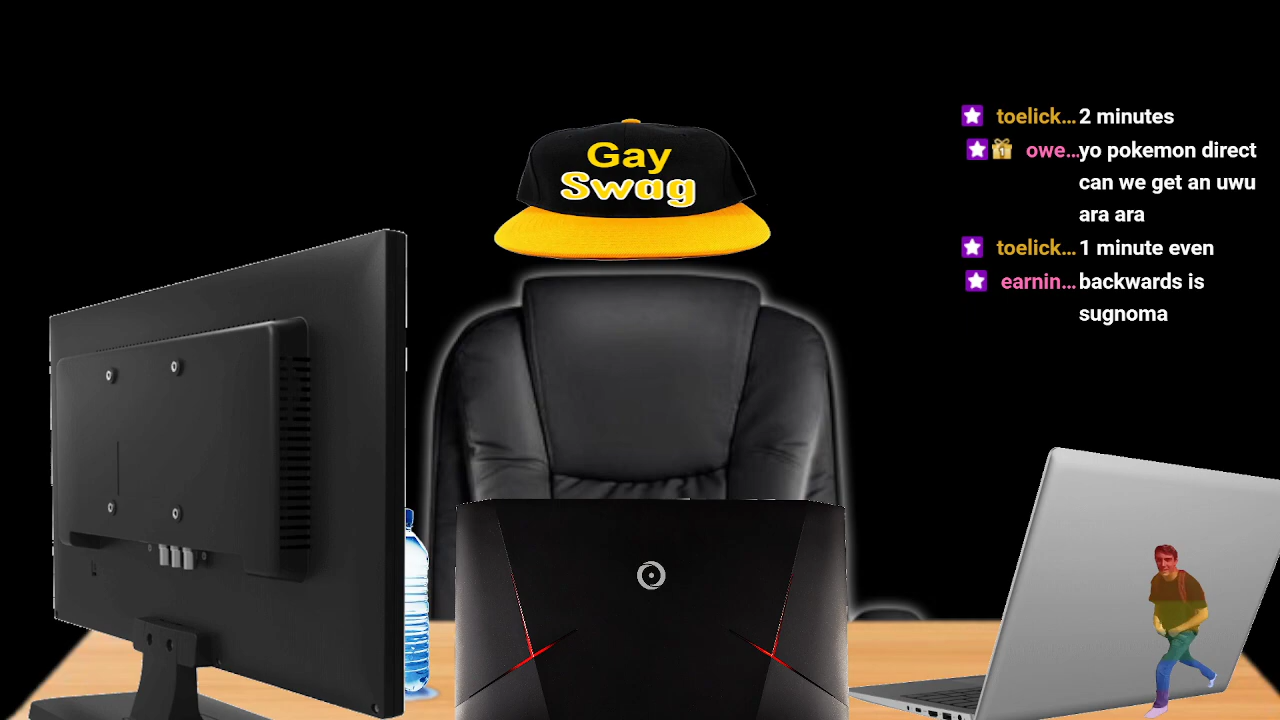 Gay
Swag
toelick... 2 minutes
owe... yo pokemon direct
can we get an uwu
ara ara
toelick... 1 minute even
earnin... backwards is
sugnoma